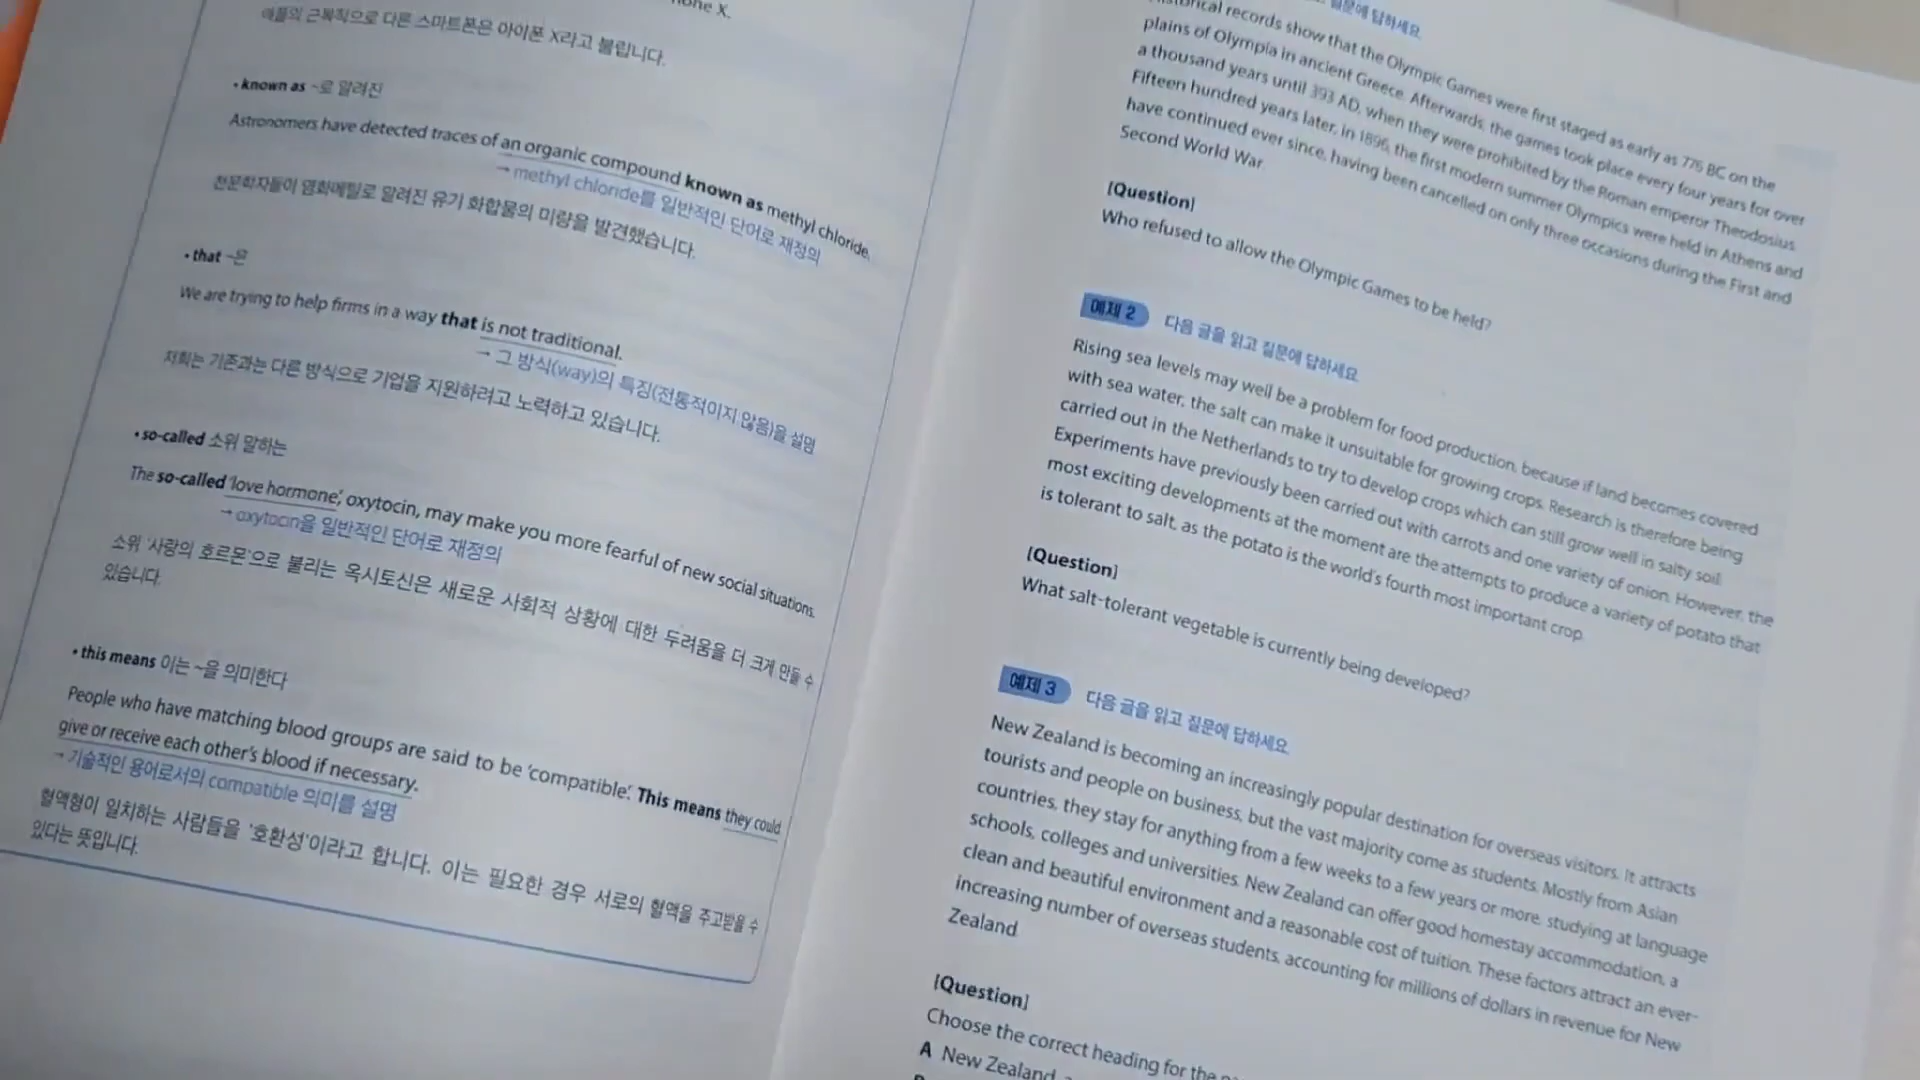 none X.
애플의 근본적으로 다른 스마트폰은 아이폰 X라고 불립니다.
• known as ~로 알려진
Astronomers have detected traces of an organic compound known as methyl chloride.
→ methyl chloride를 일반적인 단어로 재정의
천문학자들이 염화메틸로 알려진 유기 화합물의 미량을 발견했습니다.
• that ~은
We are trying to help firms in a way that is not traditional.
→ 그 방식(way)의 특징(전통적이지 않음)을 설명
저희는 기존과는 다른 방식으로 기업을 지원하려고 노력하고 있습니다.
• so-called 소위 말하는
The so-called 'love hormone', oxytocin, may make you more fearful of new social situations.
→ oxytocin을 일반적인 단어로 재정의
소위 '사랑의 호르몬'으로 불리는 옥시토신은 새로운 사회적 상황에 대한 두려움을 더 크게 만들 수
있습니다.
• this means 이는 ~을 의미한다
People who have matching blood groups are said to be 'compatible'. This means they could
give or receive each other's blood if necessary.
→ 기술적인 용어로서의 compatible 의미를 설명
혈액형이 일치하는 사람들을 '호환성'이라고 합니다. 이는 필요한 경우 서로의 혈액을 주고받을 수
있다는 뜻입니다.
질문에 답하세요.
Historical records show that the Olympic Games were first staged as early as 776 BC on the
plains of Olympia in ancient Greece. Afterwards, the games took place every four years for over
a thousand years until 393 AD, when they were prohibited by the Roman emperor Theodosius.
Fifteen hundred years later, in 1896, the first modern summer Olympics were held in Athens and
have continued ever since, having been cancelled on only three occasions during the First and
Second World War.
[Question]
Who refused to allow the Olympic Games to be held?
예제 2 다음 글을 읽고 질문에 답하세요.
Rising sea levels may well be a problem for food production, because if land becomes covered
with sea water, the salt can make it unsuitable for growing crops. Research is therefore being
carried out in the Netherlands to try to develop crops which can still grow well in salty soil.
Experiments have previously been carried out with carrots and one variety of onion. However, the
most exciting developments at the moment are the attempts to produce a variety of potato that
is tolerant to salt, as the potato is the world's fourth most important crop.
[Question]
What salt-tolerant vegetable is currently being developed?
예제 3 다음 글을 읽고 질문에 답하세요.
New Zealand is becoming an increasingly popular destination for overseas visitors. It attracts
tourists and people on business, but the vast majority come as students. Mostly from Asian
countries, they stay for anything from a few weeks to a few years or more, studying at language
schools, colleges and universities. New Zealand can offer good homestay accommodation, a
clean and beautiful environment and a reasonable cost of tuition. These factors attract an ever-
increasing number of overseas students, accounting for millions of dollars in revenue for New
Zealand.
[Question]
Choose the correct heading for the
A New Zealand,